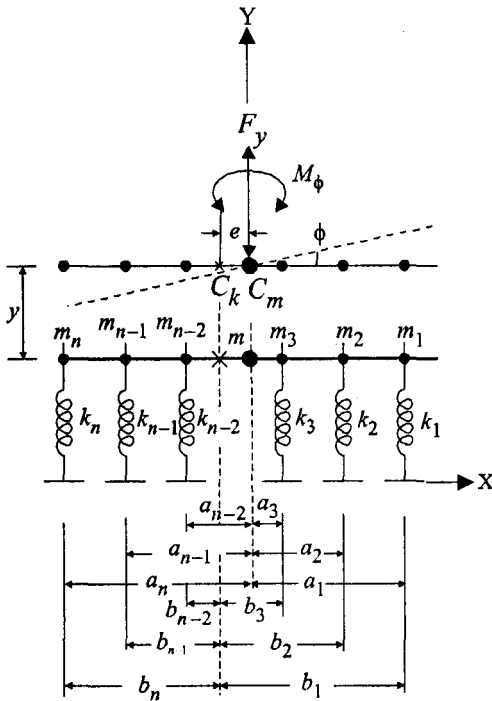 Y
F_y
M_ϕ
e
ϕ
C_k C_m
y
m_n m_{n-1} m_{n-2} m m_3 m_2 m_1
k_n k_{n-1} k_{n-2} k_3 k_2 k_1
X
a_{n-2} a_3
a_{n-1} a_2
a_n a_1
b_{n-2} b_3
b_{n-1} b_2
b_n b_1